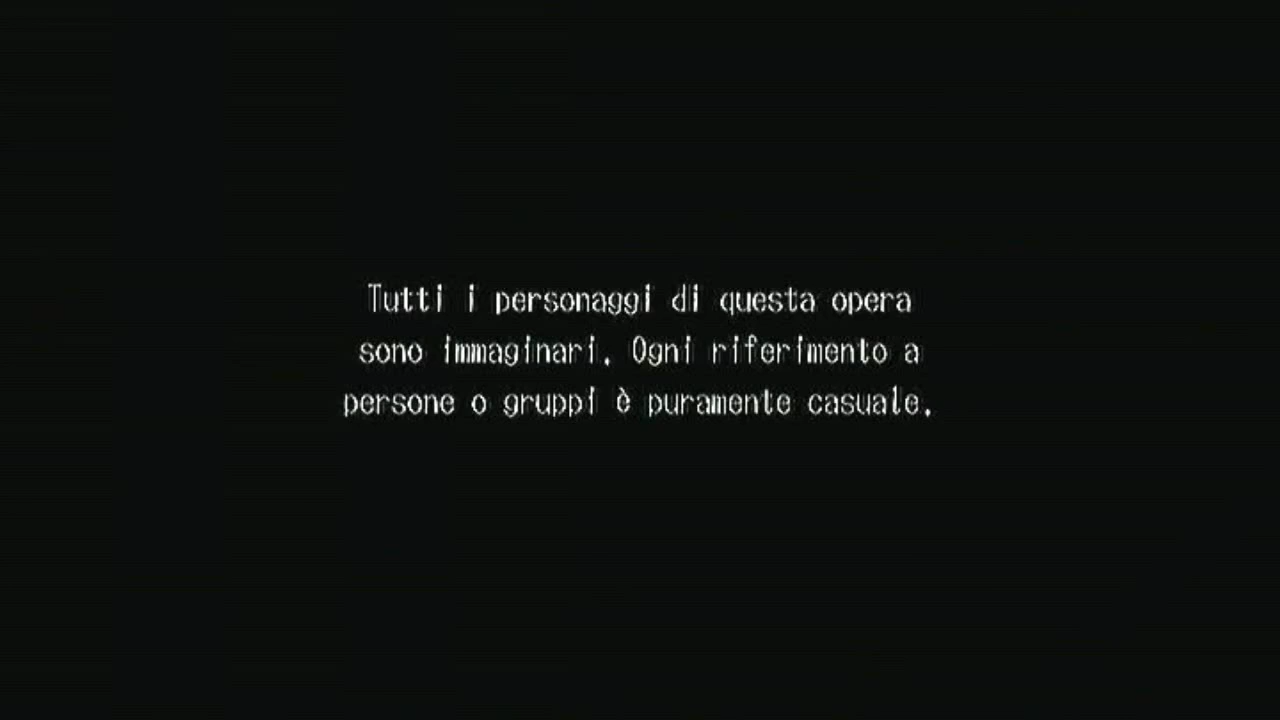 Tutti i personaggi di questa opera
sono immaginari. Ogni riferimento a
persone o gruppi è puramente casuale.